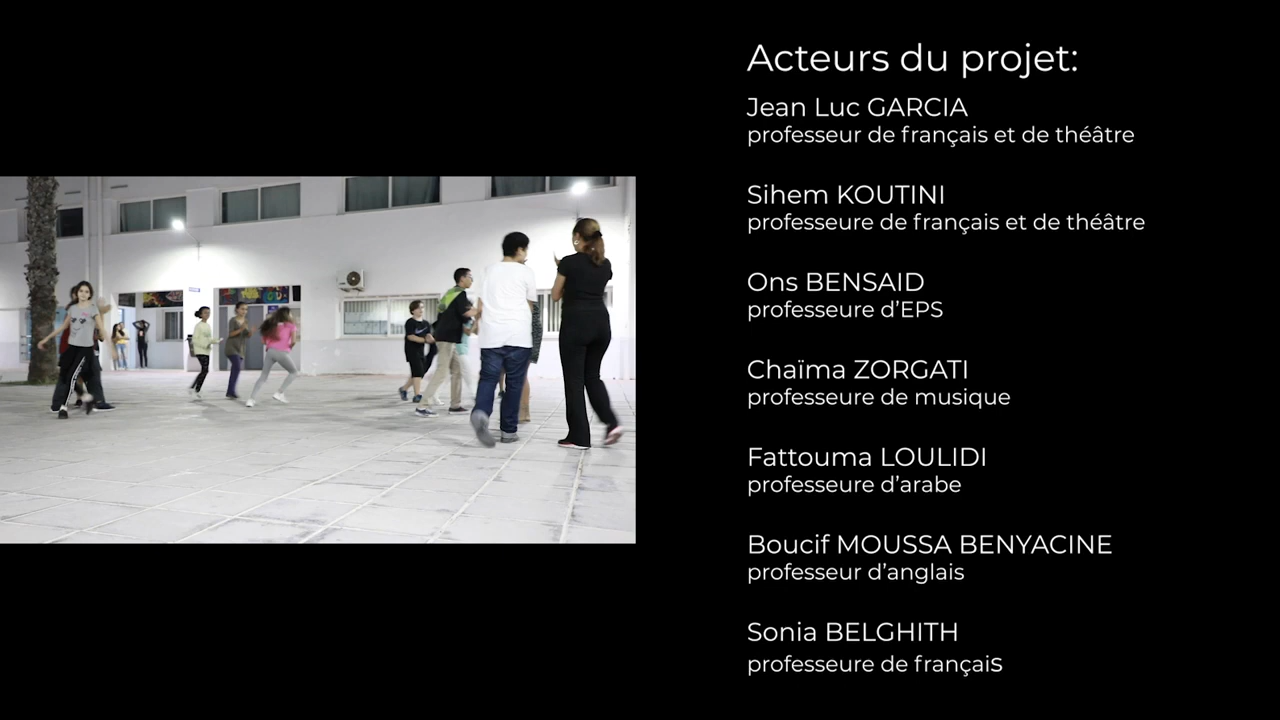 Acteurs du projet:
Jean Luc GARCIA
professeur de français et de théâtre
Sihem KOUTINI
professeure de français et de théâtre
Ons BENSAID
professeure d’EPS
Chaïma ZORGATI
professeure de musique
Fattouma LOULIDI
professeure d’arabe
Boucif MOUSSA BENYACINE
professeur d’anglais
Sonia BELGHITH
professeure de français